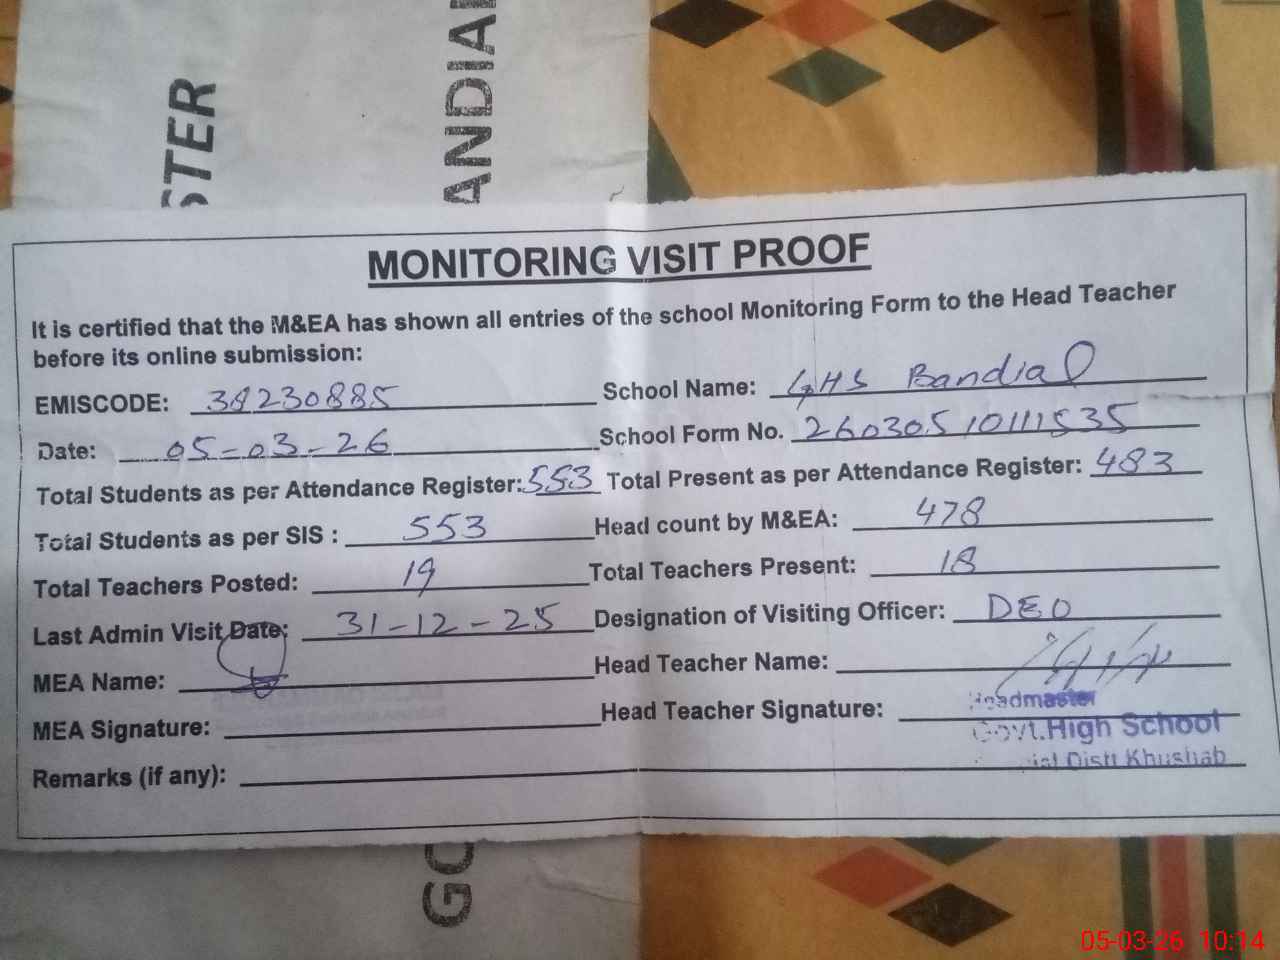 STER
ANDIA
MONITORING VISIT PROOF
It is certified that the M&EA has shown all entries of the school Monitoring Form to the Head Teacher
before its online submission:
EMISCODE: 38230885 School Name: GHS Bandial
Date: 05-03-26 School Form No. 26030510111535
Total Students as per Attendance Register: 553 Total Present as per Attendance Register: 483
Total Students as per SIS : 553 Head count by M&EA: 478
Total Teachers Posted: 19 Total Teachers Present: 18
Last Admin Visit Date: 31-12-25 Designation of Visiting Officer: DEO
MEA Name: Head Teacher Name:
MEA Signature: Head Teacher Signature:
Headmaster
Govt.High School
Distt Khushab
Remarks (if any):
GO
05-03-26 10:14